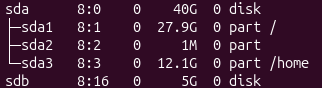 sda      8:0    0   40G  0 disk
├─sda1   8:1    0 27.9G  0 part /
├─sda2   8:2    0    1M  0 part
└─sda3   8:3    0 12.1G  0 part /home
sdb      8:16   0    5G  0 disk